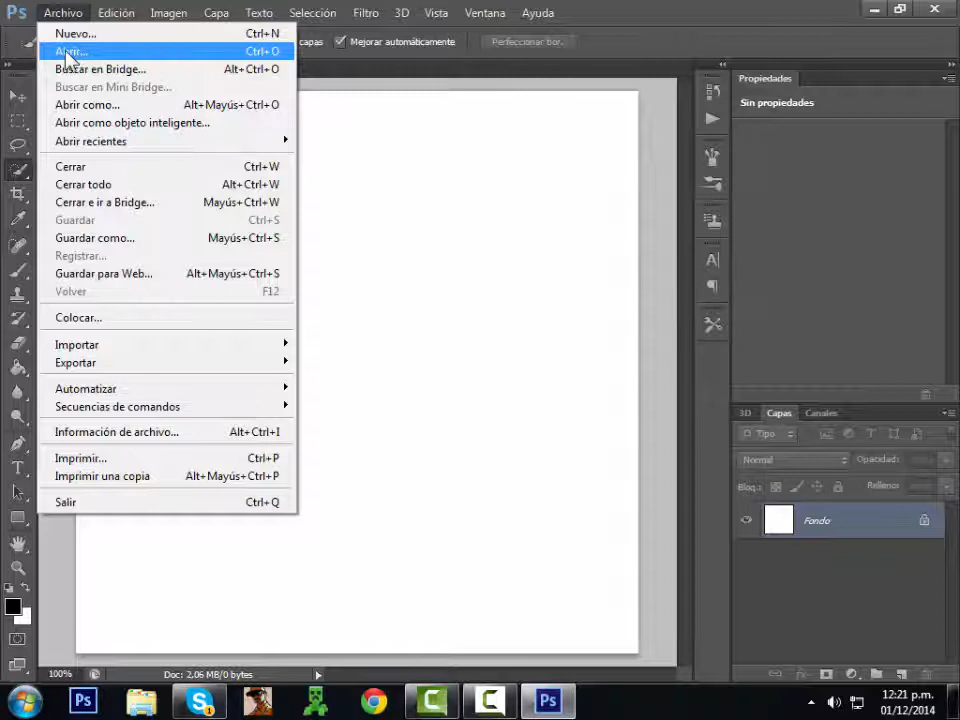 Ps Archivo Edición Imagen Capa Texto Selección Filtro 3D Vista Ventana Ayuda
capas Mejorar automáticamente Perfeccionar bor...
Nuevo... Ctrl+N
Abrir... Ctrl+O
Buscar en Bridge... Alt+Ctrl+O
Buscar en Mini Bridge...
Abrir como... Alt+Mayús+Ctrl+O
Abrir como objeto inteligente...
Abrir recientes
Cerrar Ctrl+W
Cerrar todo Alt+Ctrl+W
Cerrar e ir a Bridge... Mayús+Ctrl+W
Guardar Ctrl+S
Guardar como... Mayús+Ctrl+S
Registrar...
Guardar para Web... Alt+Mayús+Ctrl+S
Volver F12
Colocar...
Importar
Exportar
Automatizar
Secuencias de comandos
Información de archivo... Alt+Ctrl+I
Imprimir... Ctrl+P
Imprimir una copia Alt+Mayús+Ctrl+P
Salir Ctrl+Q
Propiedades
Sin propiedades
3D Capas Canales
Tipo
Normal Opacidad:
Bloq.: Relleno:
Fondo
100% Doc: 2,06 MB/0 bytes
Ps Ps
12:21 p.m.
01/12/2014